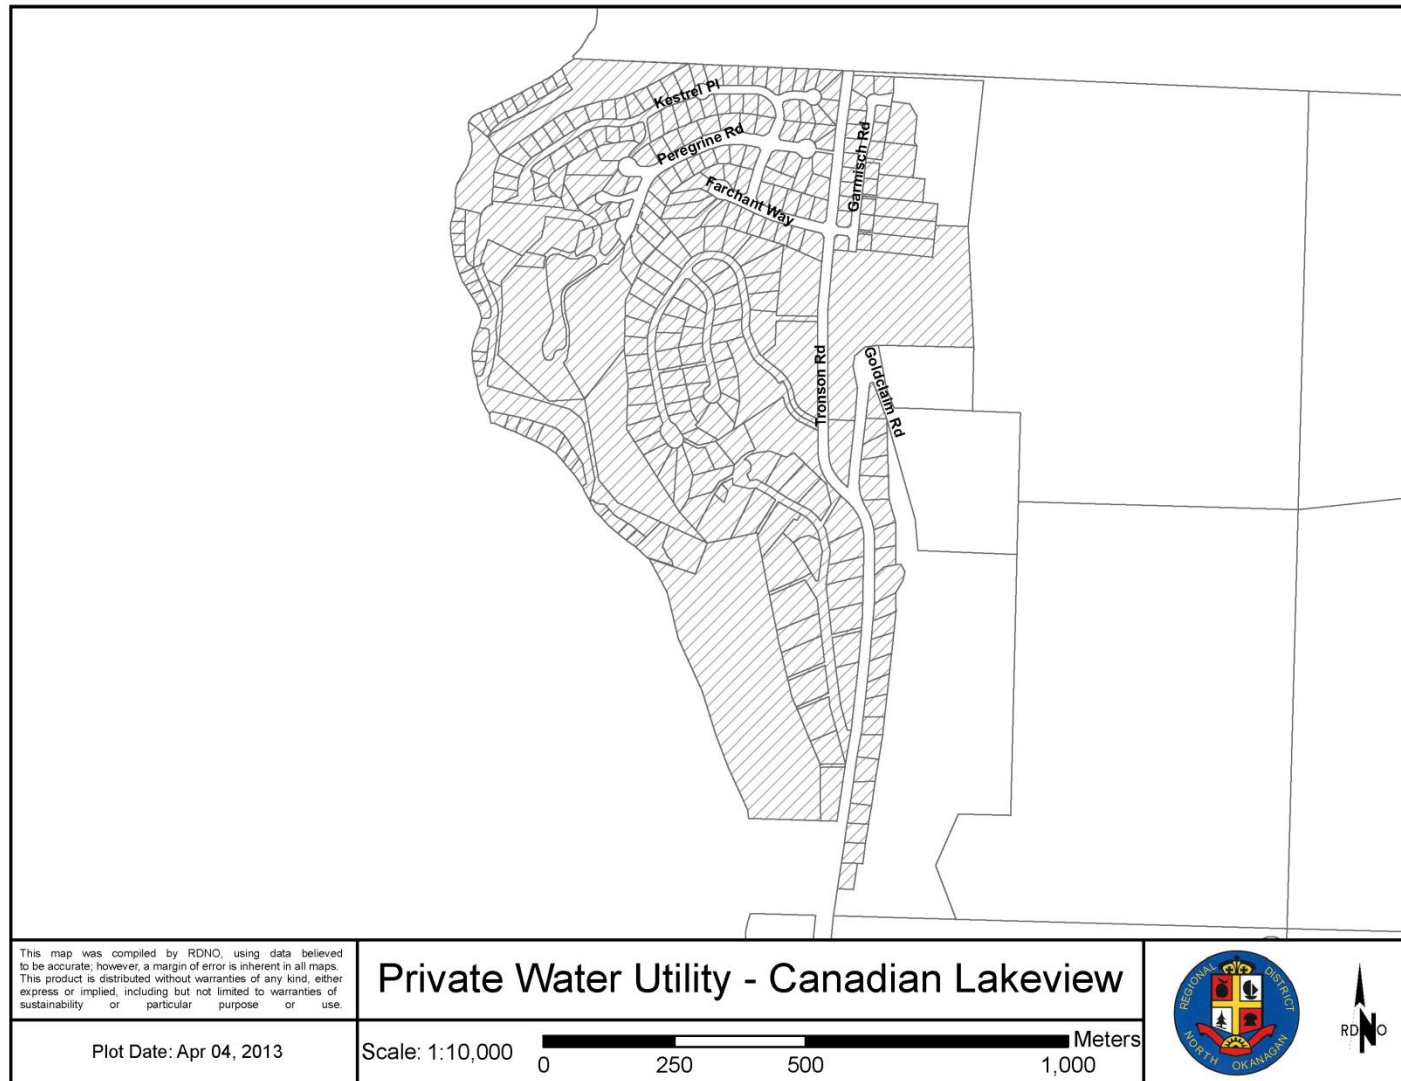 Kestrel Pl
Peregrine Rd
Farchant Way
Garmisch Rd
Tronson Rd
Goldclaim Rd
This map was compiled by RDNO, using data believed
to be accurate; however, a margin of error is inherent in all maps.
This product is distributed without warranties of any kind, either
express or implied, including but not limited to warranties of
sustainability or particular purpose or use.
Plot Date: Apr 04, 2013
Private Water Utility - Canadian Lakeview
Scale: 1:10,000
Meters
0 250 500 1,000
REGIONAL DISTRICT
NORTH OKANAGAN
RDNO
N